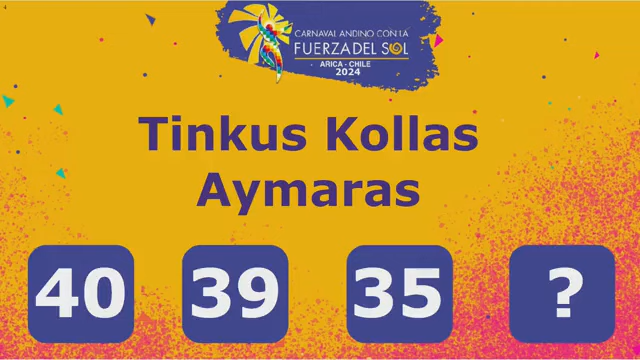 CARNAVAL ANDINO CON LA
FUERZA DEL SOL
ARICA - CHILE
2024
Tinkus Kollas
Aymaras
40 39 35 ?